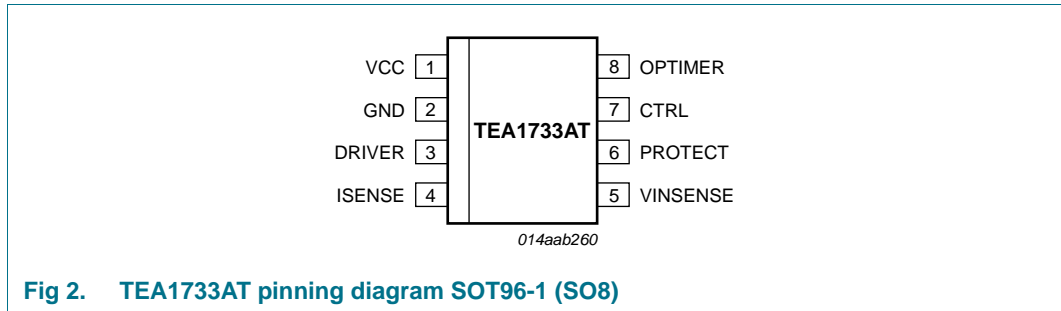 VCC 1 8 OPTIMER
GND 2 7 CTRL
TEA1733AT
DRIVER 3 6 PROTECT
ISENSE 4 5 VINSENSE
014aab260
Fig 2. TEA1733AT pinning diagram SOT96-1 (SO8)